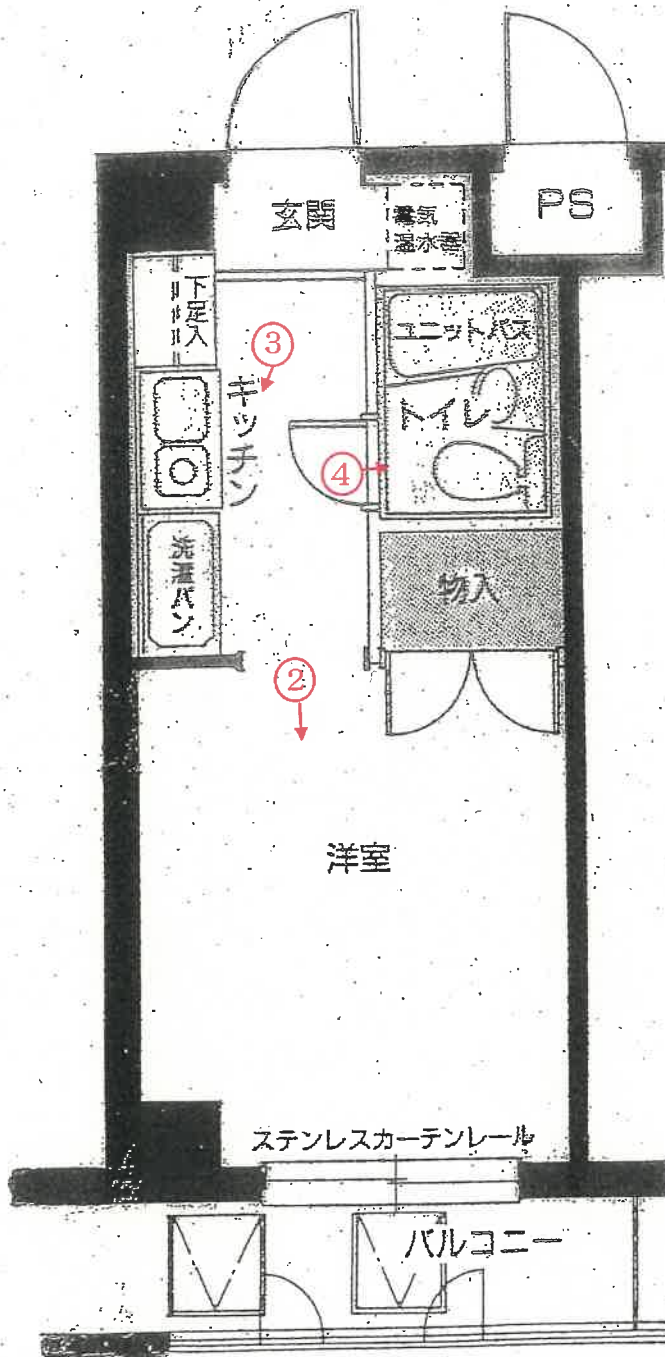 玄関
電気
温水器
PS
下足入
ユニットバス
③
キッチン
トイレ
④
洗濯パン
物入
②
洋室
ステンレスカーテンレール
バルコニー